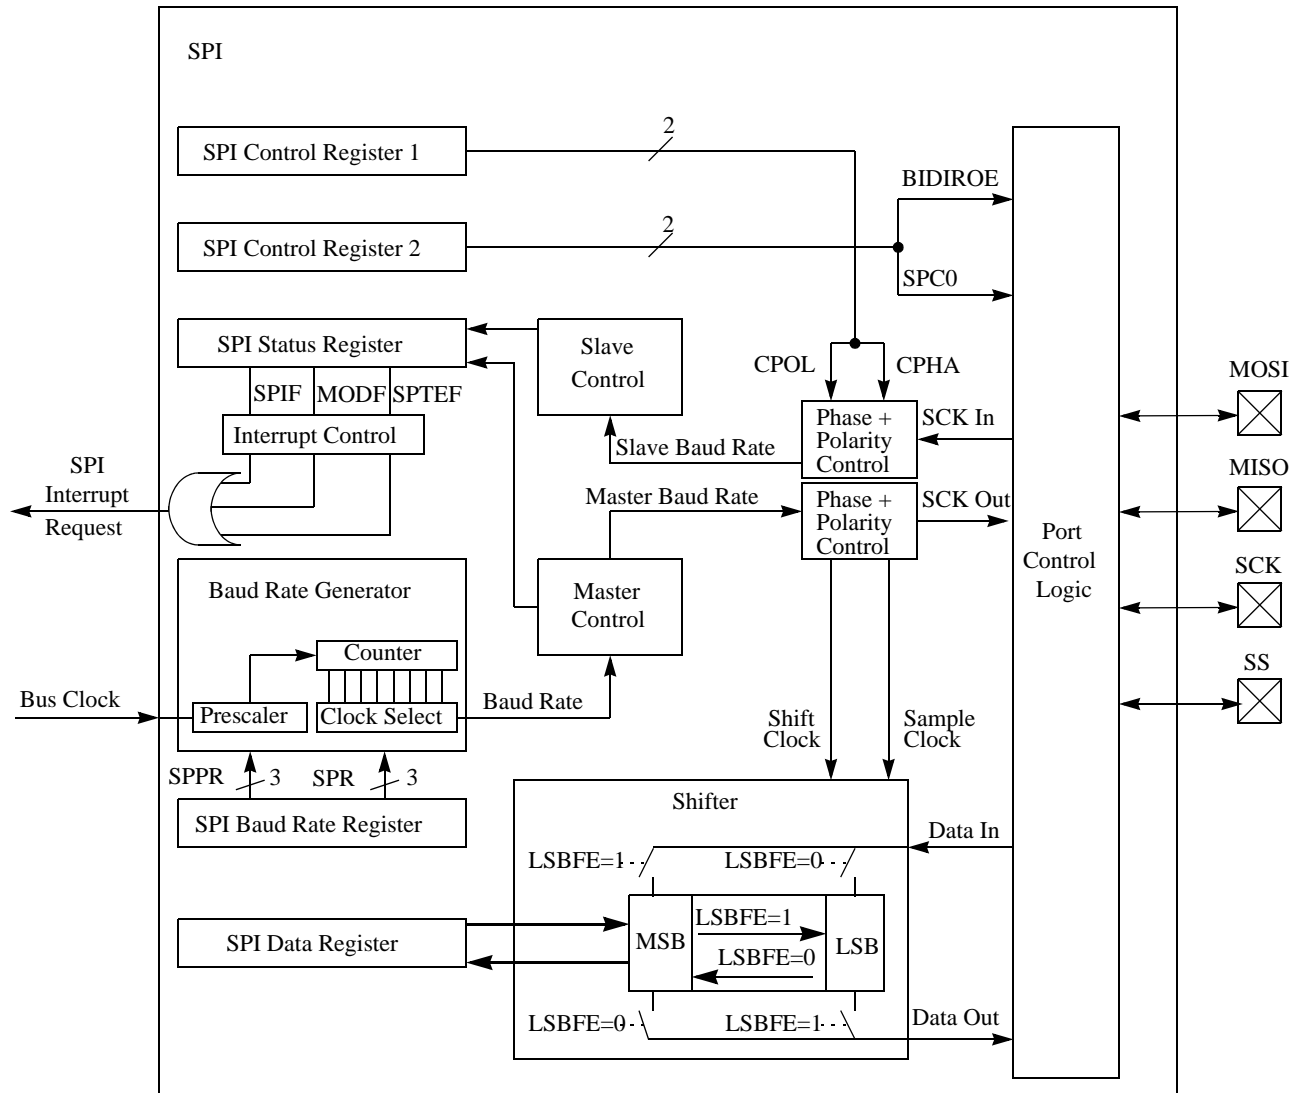 SPI
SPI Control Register 1
2
BIDIROE
SPI Control Register 2
2
SPC0
SPI Status Register
Slave
Control
CPOL
CPHA
SPIF
MODF
SPTEF
MOSI
Interrupt Control
Phase +
Polarity
Control
SCK In
Slave Baud Rate
SPI
Interrupt
Request
MISO
Master Baud Rate
Phase +
Polarity
Control
SCK Out
Port
Control
Logic
SCK
Baud Rate Generator
Master
Control
Counter
SS
Bus Clock
Prescaler
Clock Select
Baud Rate
Shift
Clock
Sample
Clock
SPPR
3
SPR
3
SPI Baud Rate Register
Shifter
Data In
LSBFE=1
LSBFE=0
SPI Data Register
MSB
LSBFE=1
LSBFE=0
LSB
LSBFE=0
LSBFE=1
Data Out